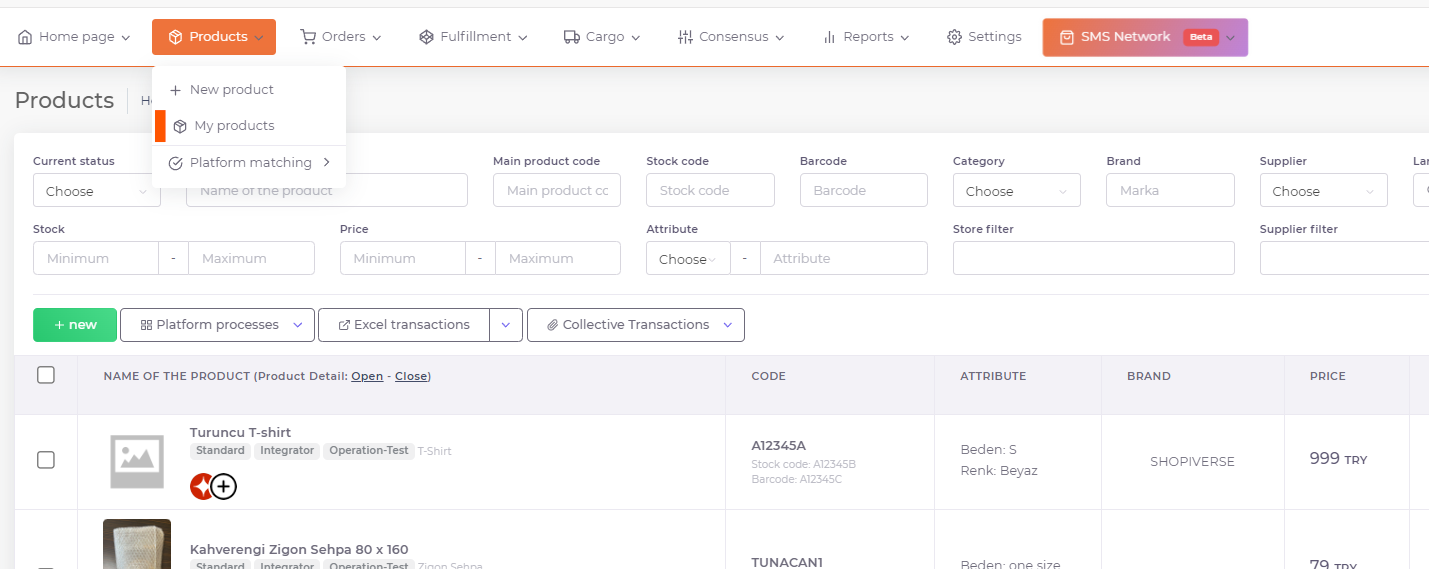 Home page
Products
Orders
Fulfillment
Cargo
Consensus
Reports
Settings
SMS Network Beta
+ New product
My products
Platform matching
Products
Current status
Main product code
Stock code
Barcode
Category
Brand
Supplier
Choose
Name of the product
Main product cc
Stock code
Barcode
Choose
Marka
Choose
Stock
Price
Attribute
Store filter
Supplier filter
Minimum - Maximum
Minimum - Maximum
Choose - Attribute
+ new
Platform processes
Excel transactions
Collective Transactions
NAME OF THE PRODUCT (Product Detail: Open - Close)
CODE
ATTRIBUTE
BRAND
PRICE
Turuncu T-shirt
Standard Integrator Operation-Test T-Shirt
A12345A
Stock code: A12345B
Barcode: A12345C
Beden: S
Renk: Beyaz
SHOPIVERSE
999 TRY
Kahverengi Zigon Sehpa 80 x 160
Standard Integrator Operation-Test Zigon Sehpa
TUNACAN1
Beden: one size
79 TRY